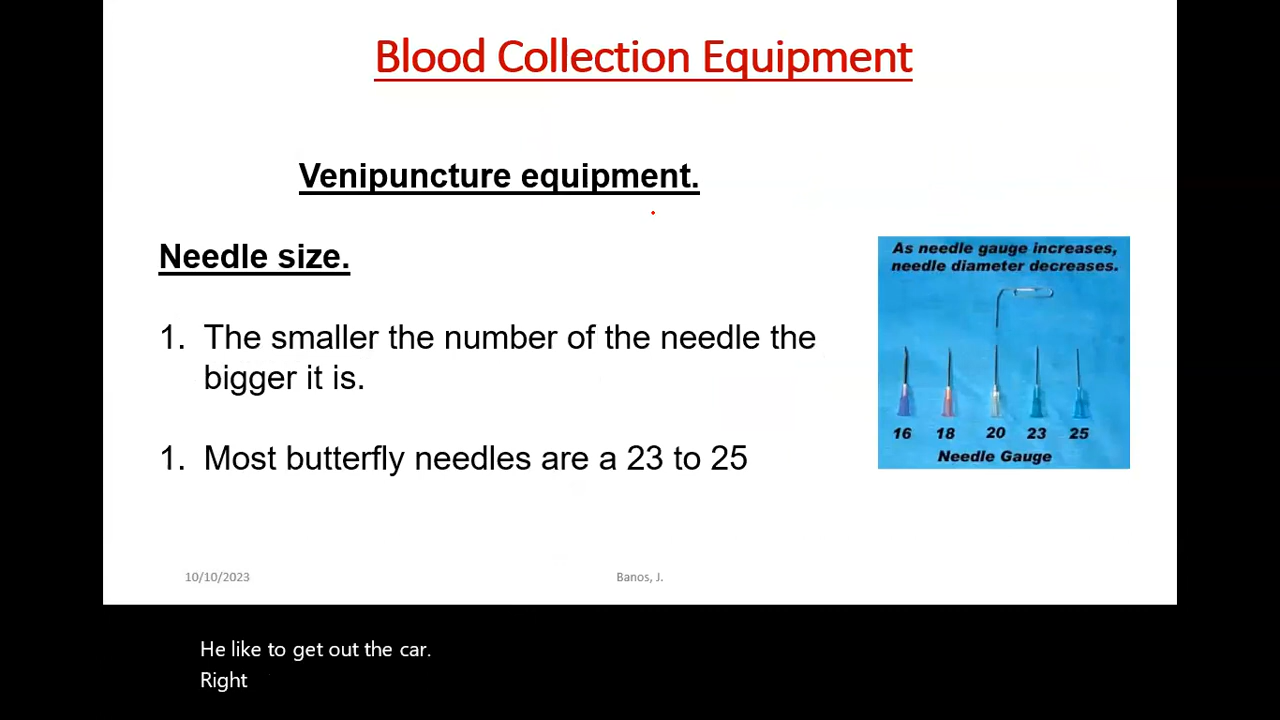 Blood Collection Equipment
Venipuncture equipment.
Needle size.
As needle gauge increases,
needle diameter decreases.
1. The smaller the number of the needle the
bigger it is.
16 18 20 23 25
Needle Gauge
1. Most butterfly needles are a 23 to 25
10/10/2023
Banos, J.
He like to get out the car.
Right